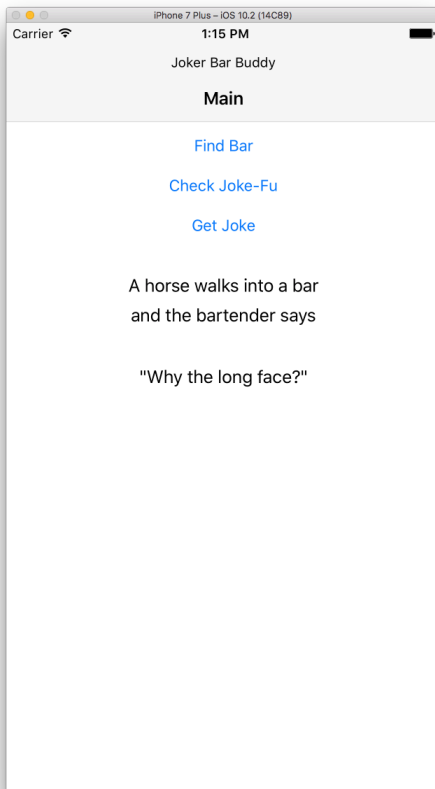 iPhone 7 Plus – iOS 10.2 (14C89)
Carrier 1:15 PM
Joker Bar Buddy
Main
Find Bar
Check Joke-Fu
Get Joke
A horse walks into a bar
and the bartender says
"Why the long face?"